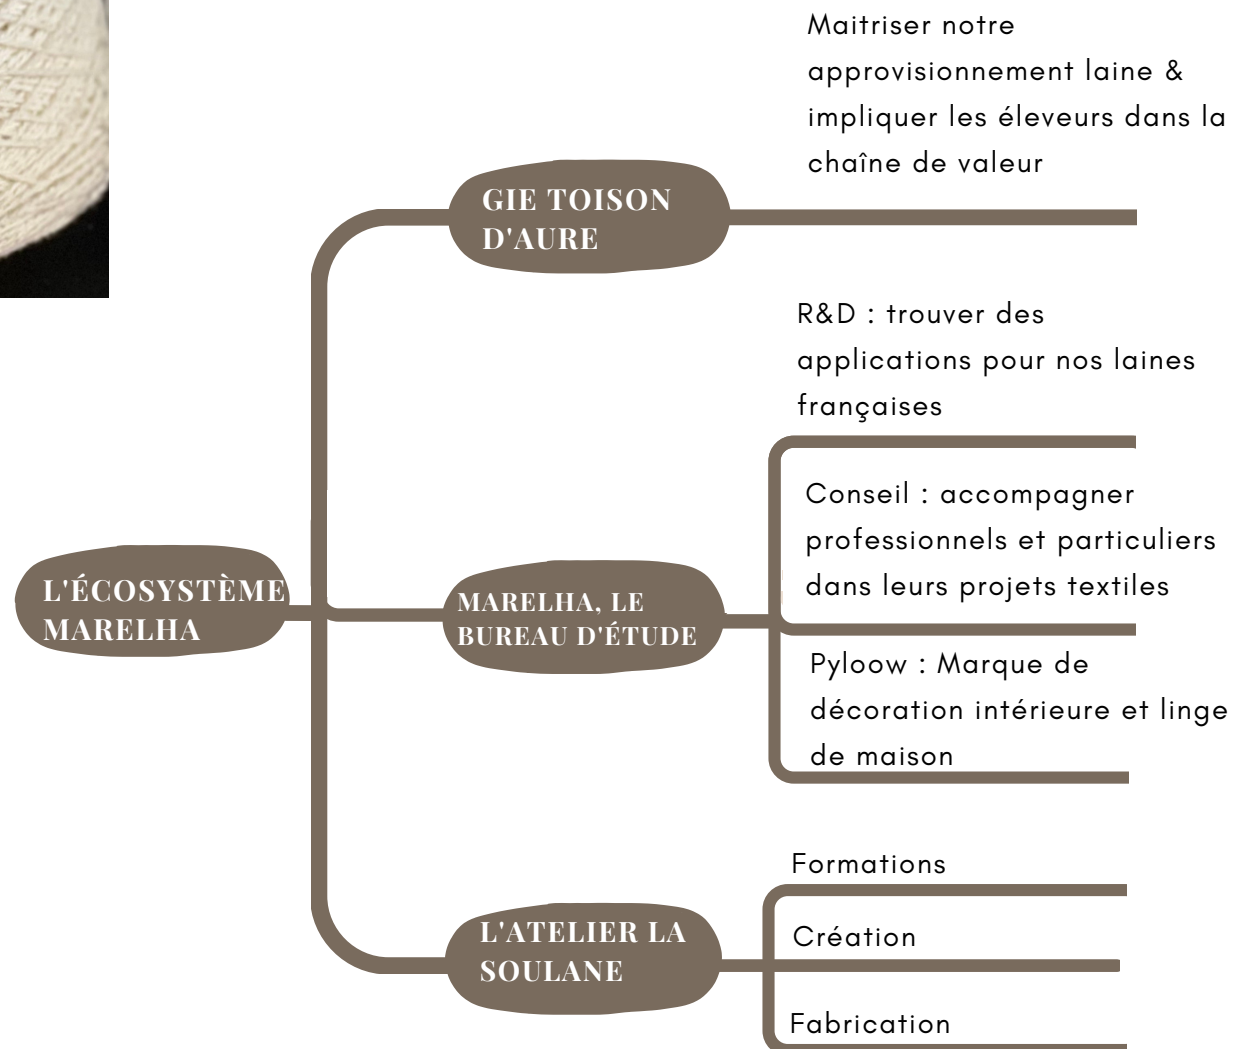 Maitriser notre
approvisionnement laine &
impliquer les éleveurs dans la
chaîne de valeur
GIE TOISON
D'AURE
R&D : trouver des
applications pour nos laines
françaises
Conseil : accompagner
professionnels et particuliers
dans leurs projets textiles
L'ÉCOSYSTÈME
MARELHA
MARELHA, LE
BUREAU D'ÉTUDE
Pyloow : Marque de
décoration intérieure et linge
de maison
Formations
L'ATELIER LA
SOULANE
Création
Fabrication